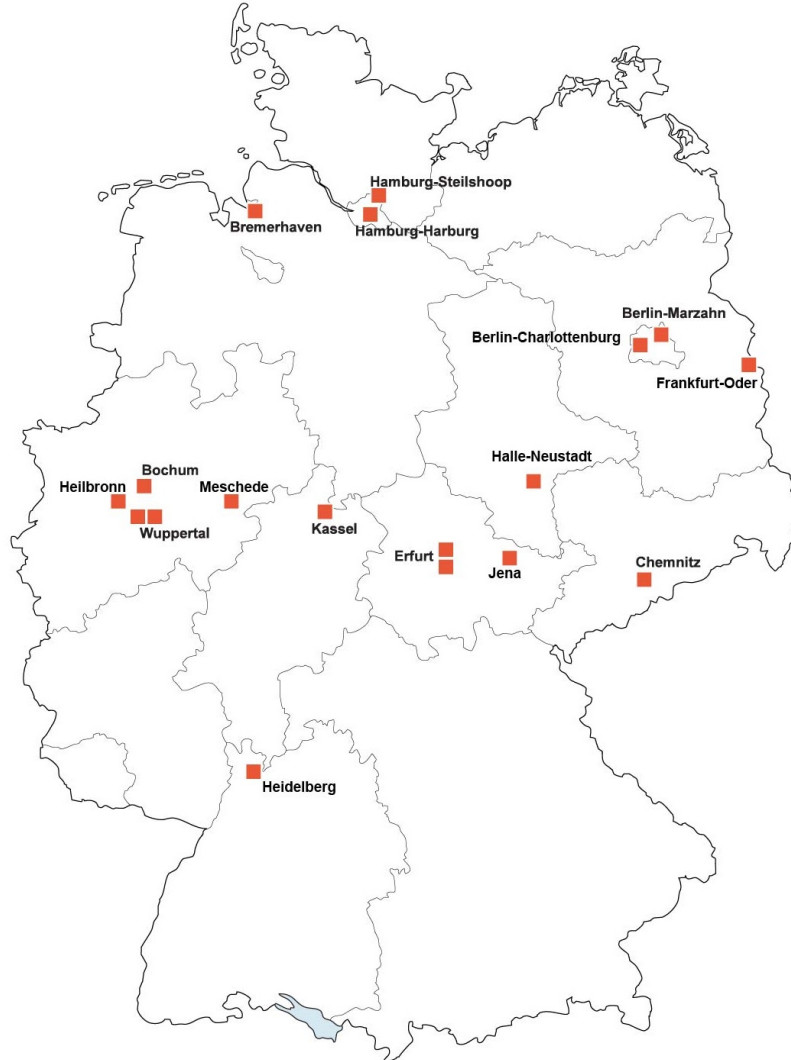 Hamburg-Steilshoop
Bremerhaven
Hamburg-Harburg
Berlin-Marzahn
Berlin-Charlottenburg
Frankfurt-Oder
Halle-Neustadt
Bochum
Heilbronn
Meschede
Wuppertal
Kassel
Erfurt
Jena
Chemnitz
Heidelberg